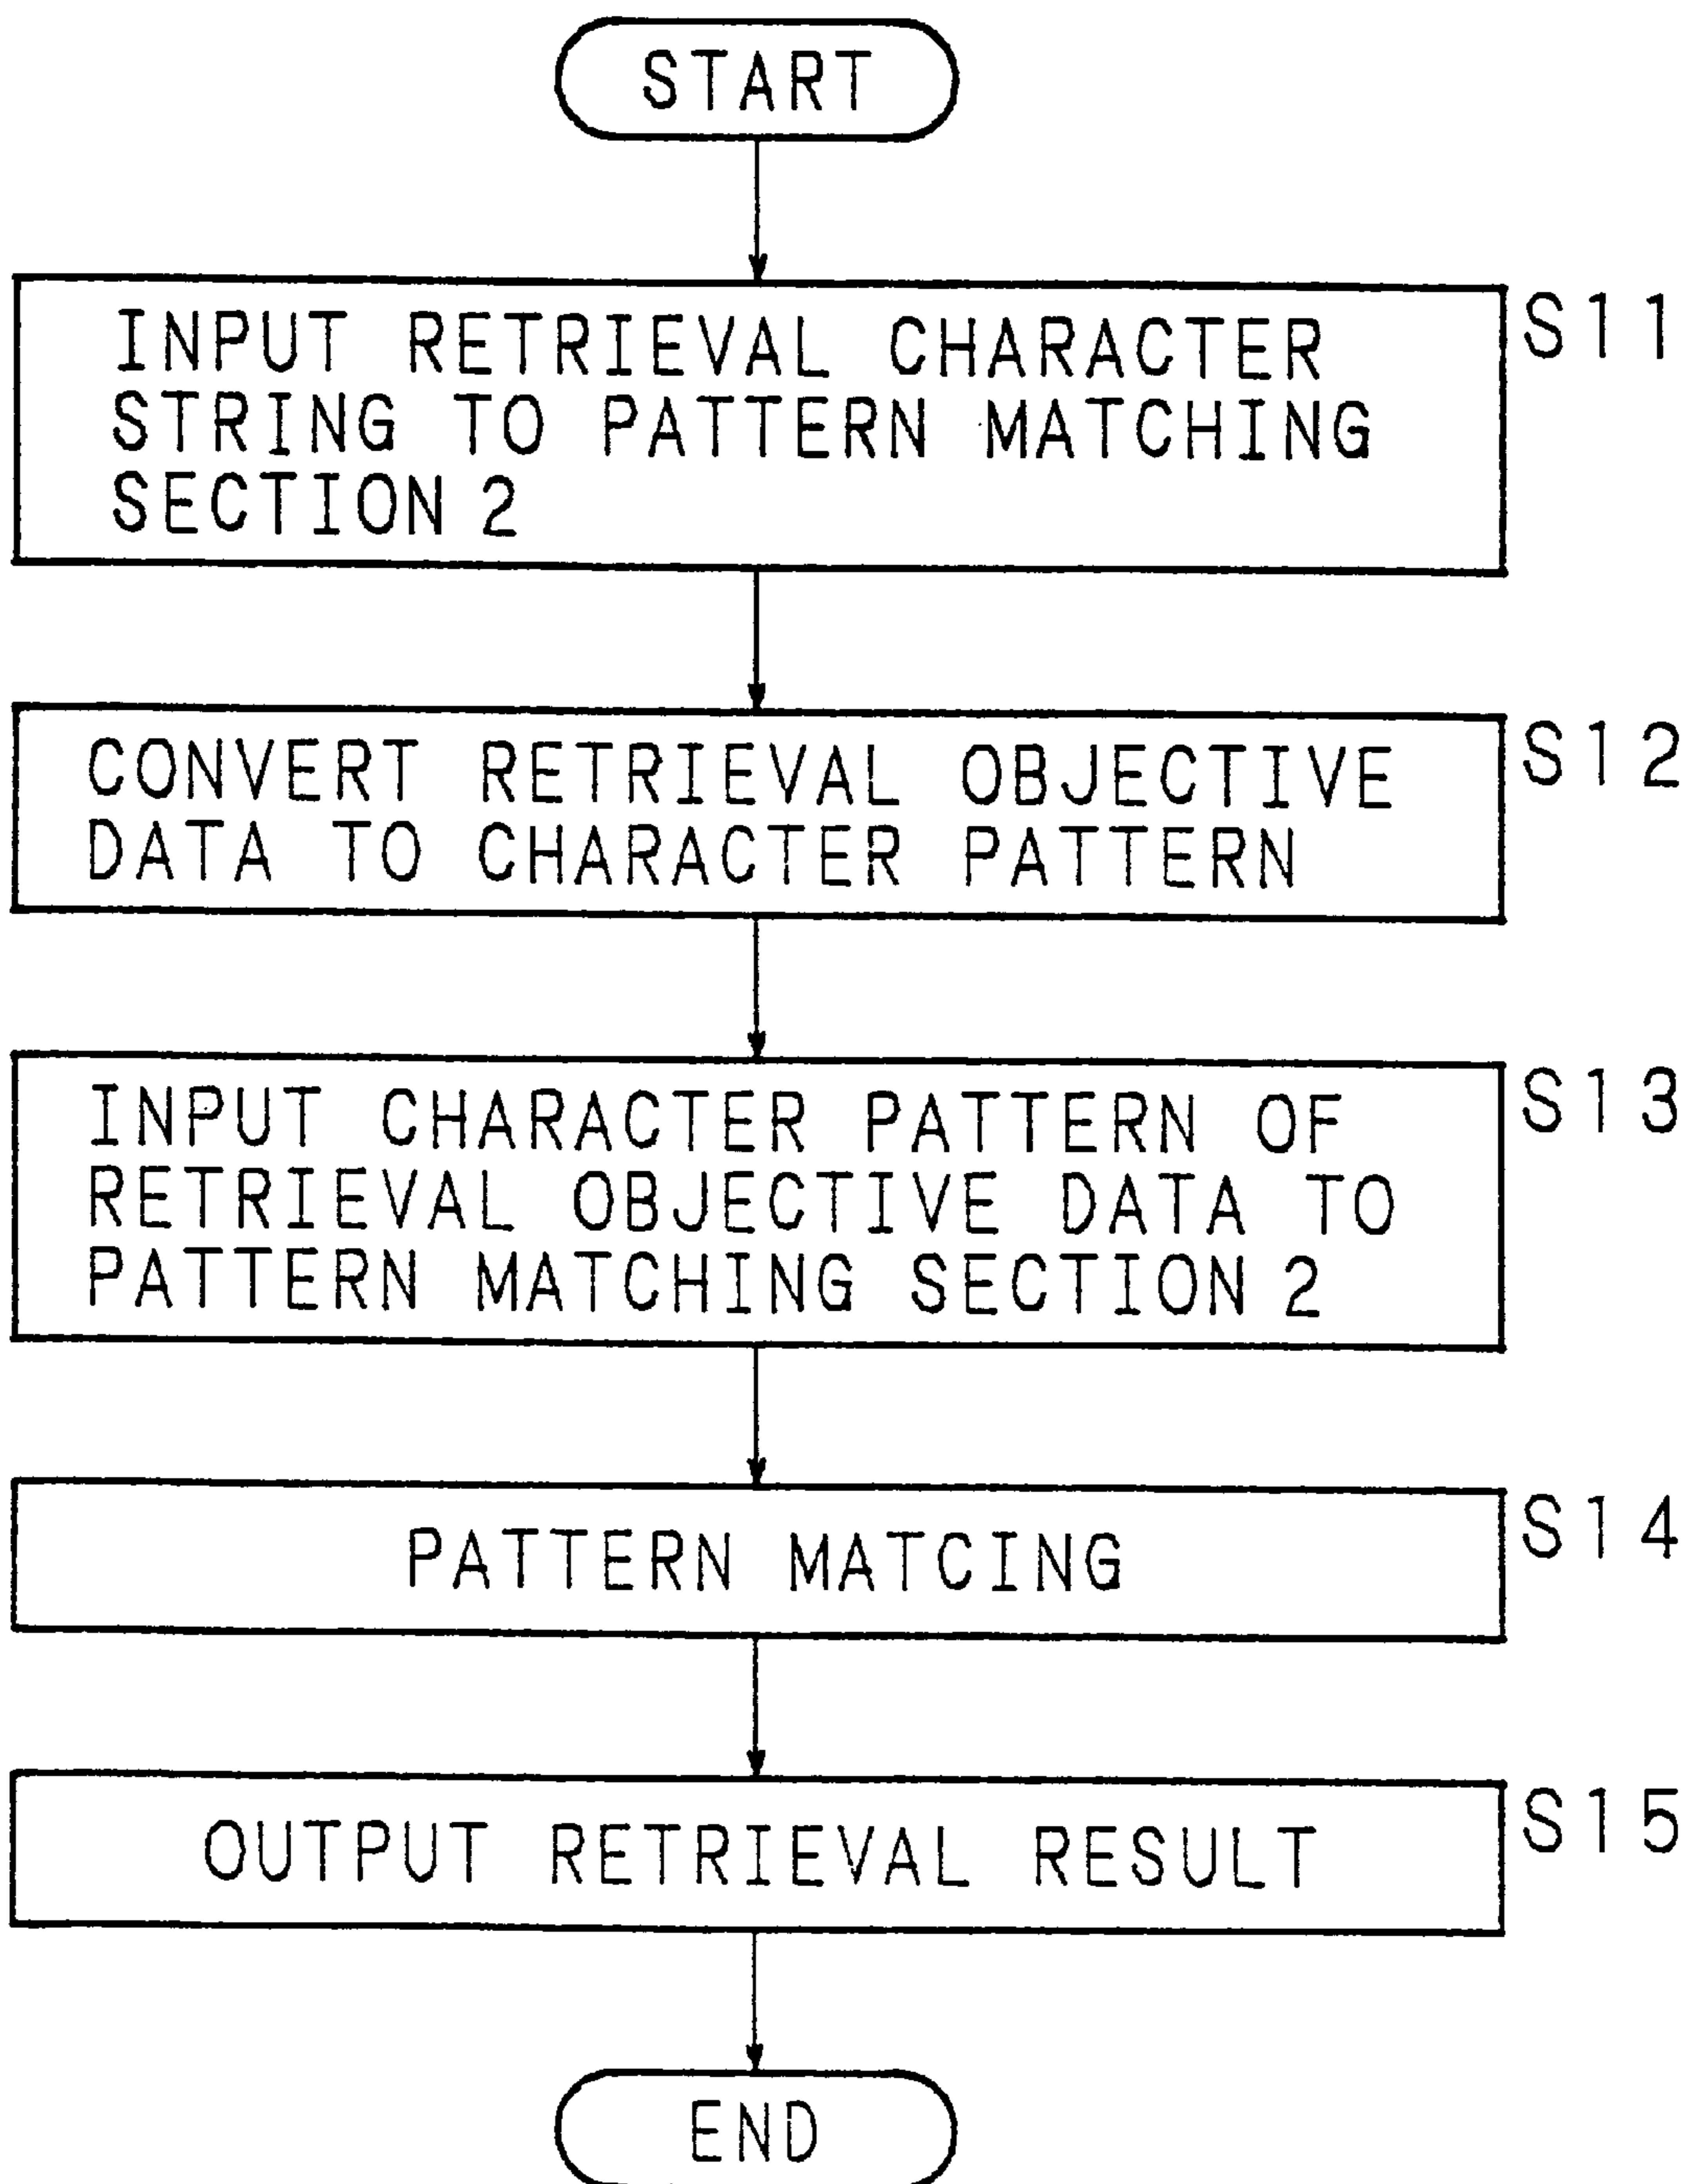 START
INPUT RETRIEVAL CHARACTER
STRING TO PATTERN MATCHING
SECTION 2
S11
CONVERT RETRIEVAL OBJECTIVE
DATA TO CHARACTER PATTERN
S12
INPUT CHARACTER PATTERN OF
RETRIEVAL OBJECTIVE DATA TO
PATTERN MATCHING SECTION 2
S13
PATTERN MATCING
S14
OUTPUT RETRIEVAL RESULT
S15
END